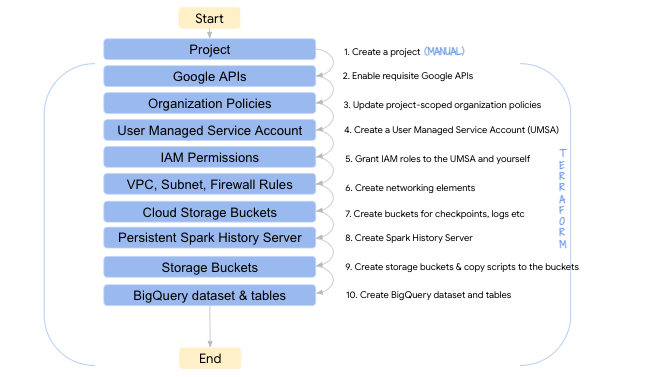 Start
Project
1. Create a project (MANUAL)
Google APIs
2. Enable requisite Google APIs
Organization Policies
3. Update project-scoped organization policies
User Managed Service Account
4. Create a User Managed Service Account (UMSA)
IAM Permissions
5. Grant IAM roles to the UMSA and yourself
VPC, Subnet, Firewall Rules
6. Create networking elements
Cloud Storage Buckets
7. Create buckets for checkpoints, logs etc
Persistent Spark History Server
8. Create Spark History Server
Storage Buckets
9. Create storage buckets & copy scripts to the buckets
BigQuery dataset & tables
10. Create BigQuery dataset and tables
TERRAFORM
End